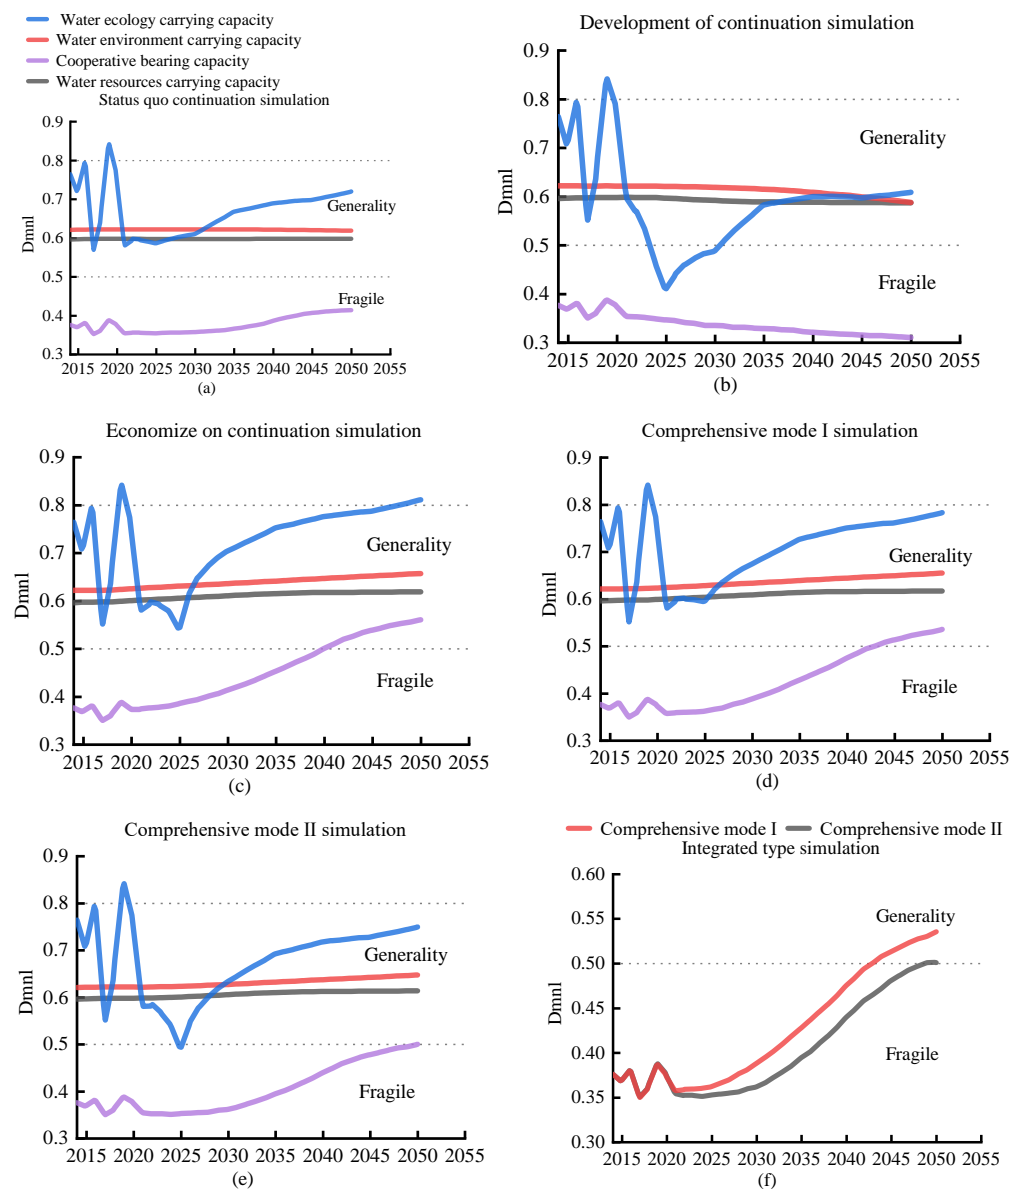 Water ecology carrying capacity
Water environment carrying capacity
Cooperative bearing capacity
Water resources carrying capacity
Status quo continuation simulation
0.9
0.8
0.7
0.6
0.5
0.4
0.3
Dmnl
Generality
Fragile
2015 2020 2025 2030 2035 2040 2045 2050 2055
(a)
Development of continuation simulation
0.9
0.8
0.7
0.6
0.5
0.4
0.3
Dmnl
Generality
Fragile
2015 2020 2025 2030 2035 2040 2045 2050 2055
(b)
Economize on continuation simulation
0.9
0.8
0.7
0.6
0.5
0.4
0.3
Dmnl
Generality
Fragile
2015 2020 2025 2030 2035 2040 2045 2050 2055
(c)
Comprehensive mode I simulation
0.9
0.8
0.7
0.6
0.5
0.4
0.3
Dmnl
Generality
Fragile
2015 2020 2025 2030 2035 2040 2045 2050 2055
(d)
Comprehensive mode II simulation
0.9
0.8
0.7
0.6
0.5
0.4
0.3
Dmnl
Generality
Fragile
2015 2020 2025 2030 2035 2040 2045 2050 2055
(e)
Comprehensive mode I Comprehensive mode II
Integrated type simulation
0.60
0.55
0.50
0.45
0.40
0.35
0.30
Dmnl
Generality
Fragile
2015 2020 2025 2030 2035 2040 2045 2050 2055
(f)